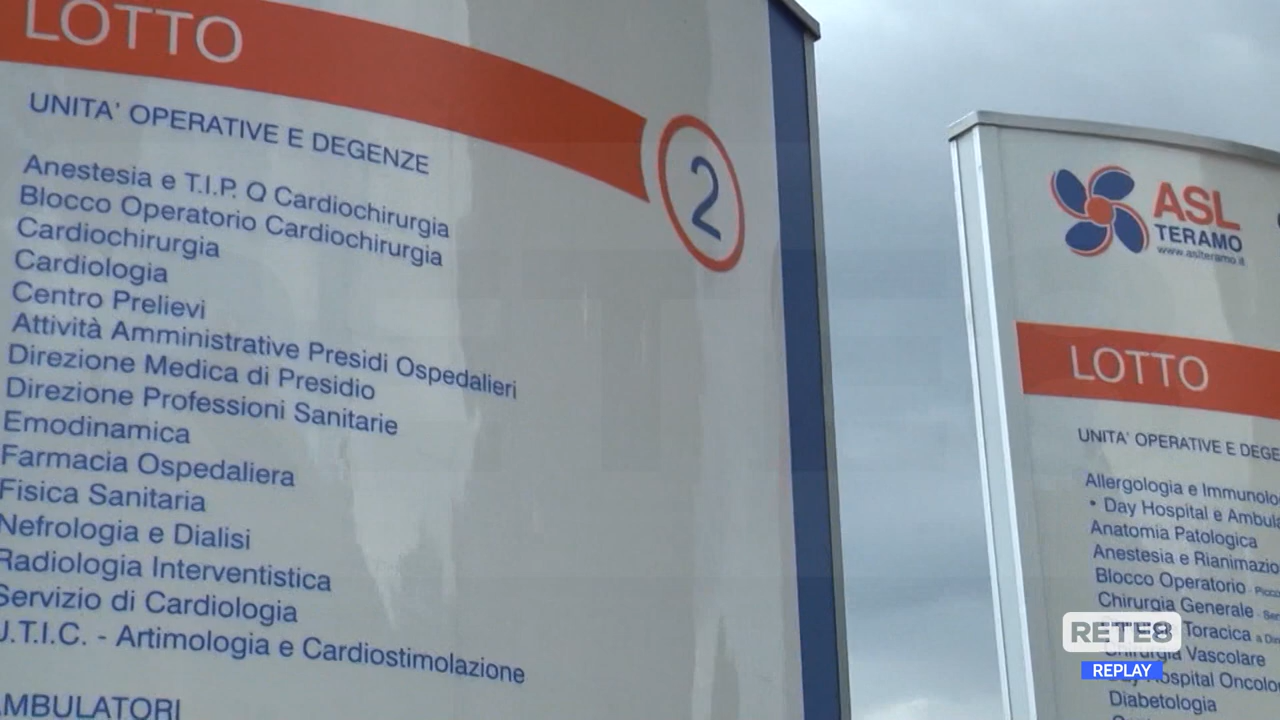 LOTTO
2
UNITA' OPERATIVE E DEGENZE
Anestesia e T.I.P. O Cardiochirurgia
Blocco Operatorio Cardiochirurgia
Cardiochirurgia
Cardiologia
Centro Prelievi
Attività Amministrative Presidi Ospedalieri
Direzione Medica di Presidio
Direzione Professioni Sanitarie
Emodinamica
Farmacia Ospedaliera
Fisica Sanitaria
Nefrologia e Dialisi
Radiologia Interventistica
Servizio di Cardiologia
U.T.I.C. - Artimologia e Cardiostimolazione
AMBULATORI
ASL
TERAMO
www.aslteramo.it
LOTTO
UNITA' OPERATIVE E DEGE
Allergologia e Immunolo
• Day Hospital e Ambula
Anatomia Patologica
Anestesia e Rianimazio
Blocco Operatorio
Chirurgia Generale
Toracica
Chirurgia Vascolare
Day Hospital Oncolo
Diabetologia
RETE8
REPLAY